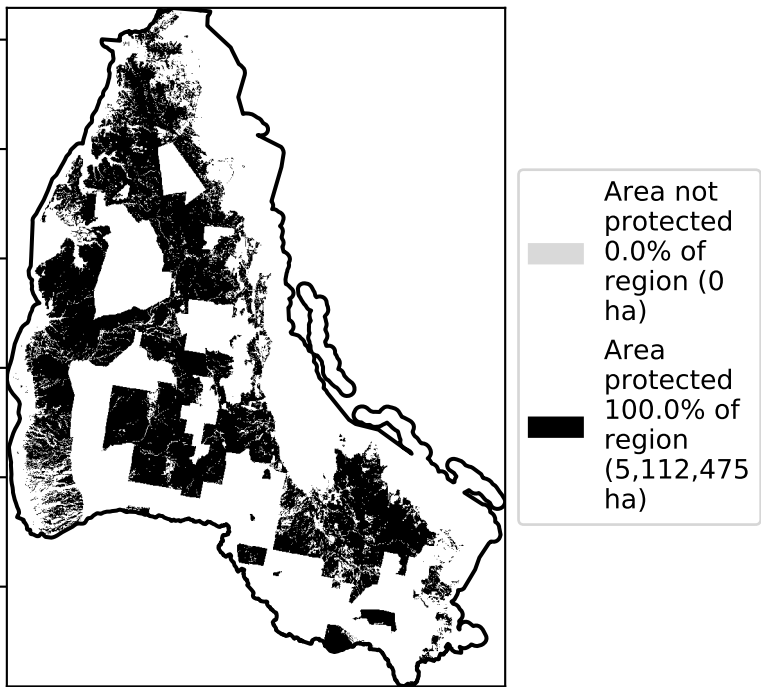 Area not
protected
0.0% of
region (0
ha)
Area
protected
100.0% of
region
(5,112,475
ha)